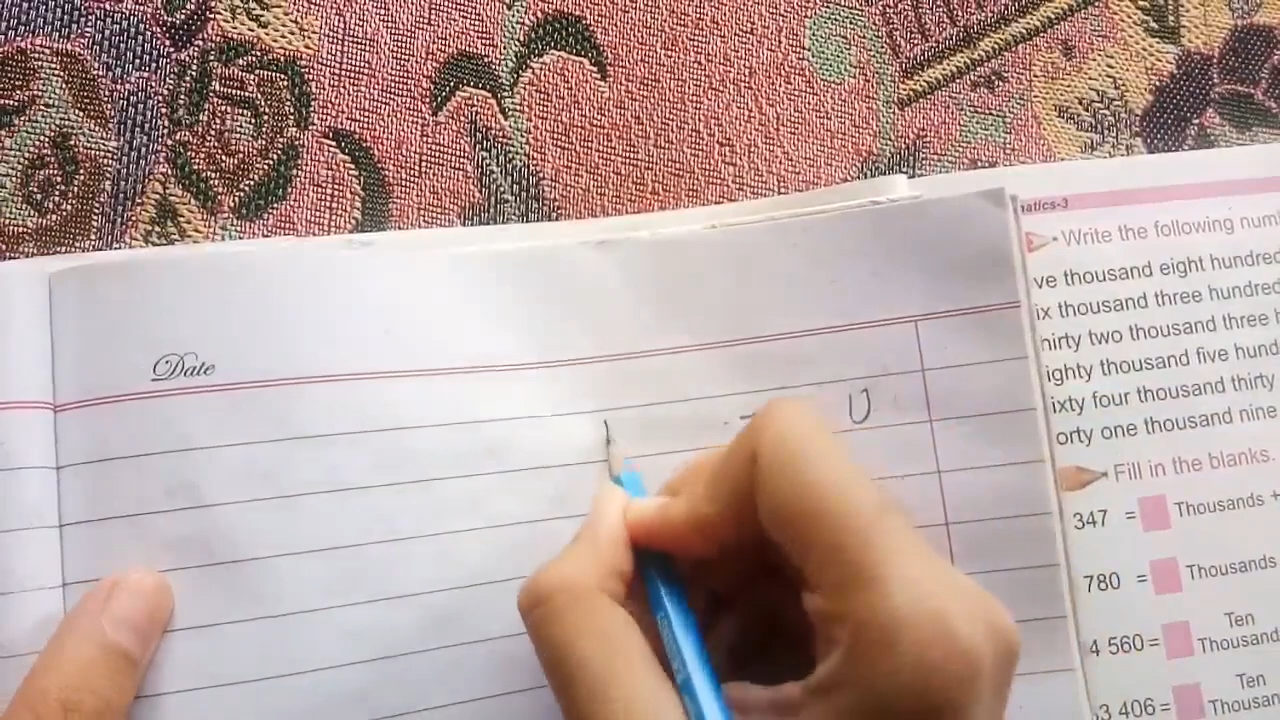 Date
U
atics-3
Write the following num
ve thousand eight hundred
ix thousand three hundred
hirty two thousand three h
ighty thousand five hund
ixty four thousand thirty
orty one thousand nine
Fill in the blanks.
347 = Thousands +
780 = Thousands
4 560= Ten Thousand
3 406= Ten Thousan